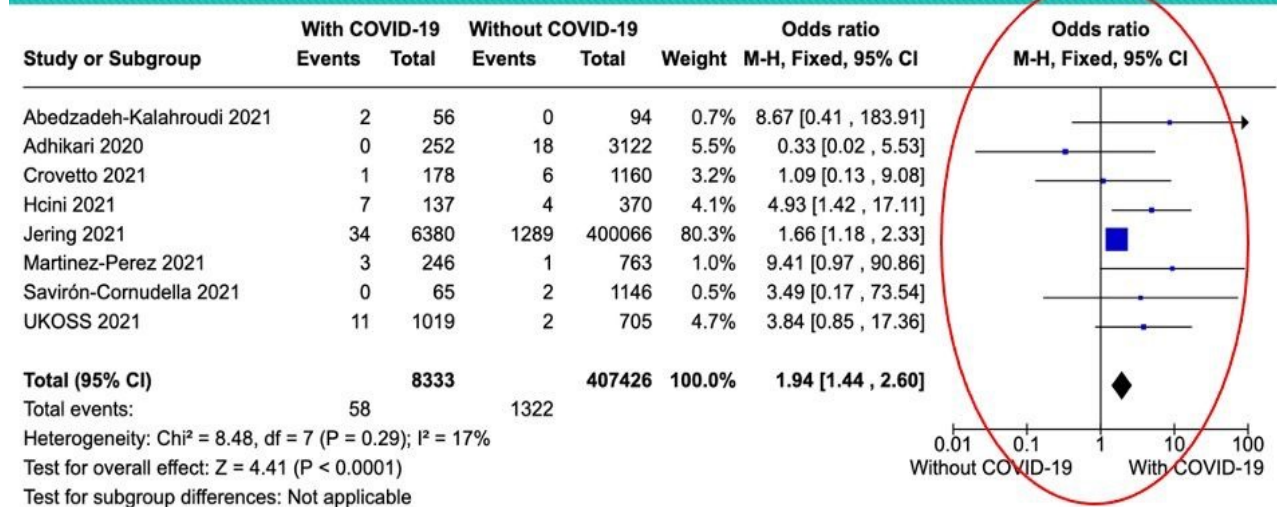 With COVID-19 Without COVID-19 Odds ratio Odds ratio
Study or Subgroup Events Total Events Total Weight M-H, Fixed, 95% CI M-H, Fixed, 95% CI
Abedzadeh-Kalahroudi 2021 2 56 0 94 0.7% 8.67 [0.41 , 183.91]
Adhikari 2020 0 252 18 3122 5.5% 0.33 [0.02 , 5.53]
Crovetto 2021 1 178 6 1160 3.2% 1.09 [0.13 , 9.08]
Hcini 2021 7 137 4 370 4.1% 4.93 [1.42 , 17.11]
Jering 2021 34 6380 1289 400066 80.3% 1.66 [1.18 , 2.33]
Martinez-Perez 2021 3 246 1 763 1.0% 9.41 [0.97 , 90.86]
Savirón-Cornudella 2021 0 65 2 1146 0.5% 3.49 [0.17 , 73.54]
UKOSS 2021 11 1019 2 705 4.7% 3.84 [0.85 , 17.36]
Total (95% CI) 8333 407426 100.0% 1.94 [1.44 , 2.60]
Total events: 58 1322
Heterogeneity: Chi² = 8.48, df = 7 (P = 0.29); I² = 17%
0.01 0.1 1 10 100
Test for overall effect: Z = 4.41 (P < 0.0001)
Without COVID-19 With COVID-19
Test for subgroup differences: Not applicable